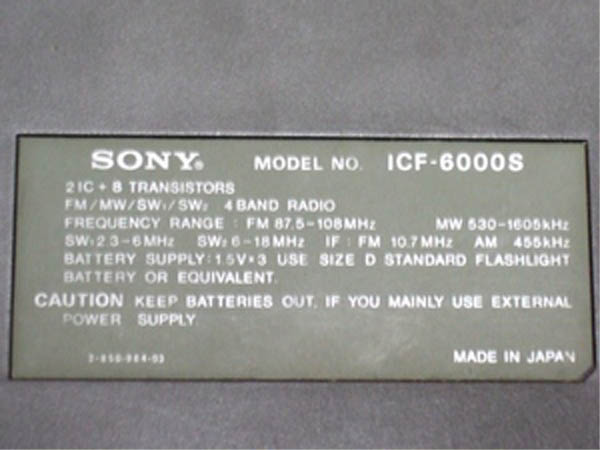 SONY® MODEL NO. ICF-6000S
2 IC + 8 TRANSISTORS
FM/MW/SW1/SW2 4 BAND RADIO
FREQUENCY RANGE : FM 87.5-108MHz MW 530-1605kHz
SW1 2.3-6MHz SW2 6-18MHz IF : FM 10.7MHz AM 455kHz
BATTERY SUPPLY: 1.5V×3 USE SIZE D STANDARD FLASHLIGHT
BATTERY OR EQUIVALENT.
CAUTION KEEP BATTERIES OUT, IF YOU MAINLY USE EXTERNAL
POWER SUPPLY.
MADE IN JAPAN